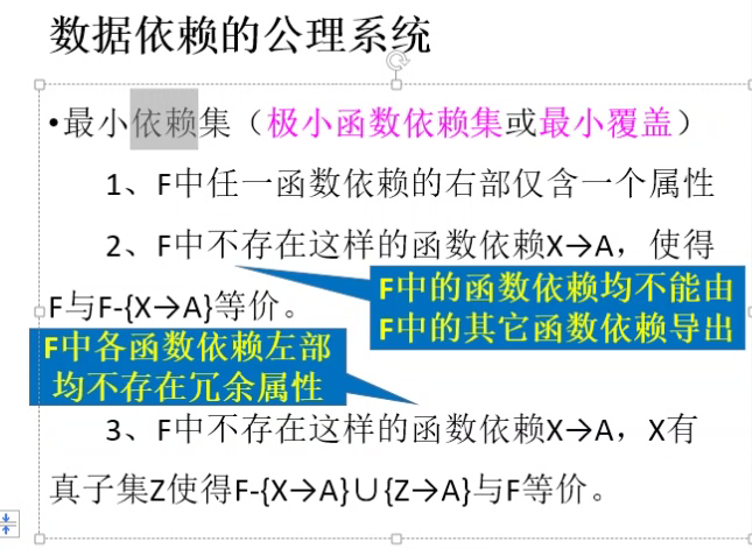 数据依赖的公理系统
•最小依赖集（极小函数依赖集或最小覆盖）
1、F中任一函数依赖的右部仅含一个属性
2、F中不存在这样的函数依赖X→A，使得
F与F-{X→A}等价。
F中的函数依赖均不能由
F中的其它函数依赖导出
F中各函数依赖左部
均不存在冗余属性
3、F中不存在这样的函数依赖X→A，X有
真子集Z使得F-{X→A}∪{Z→A}与F等价。